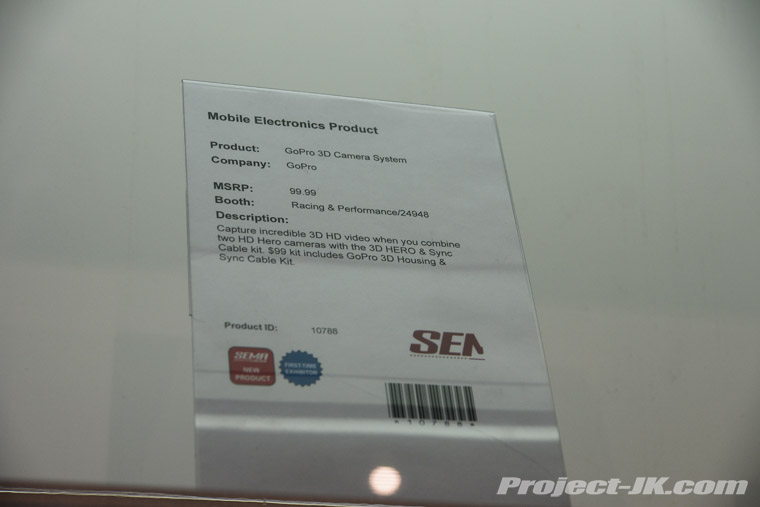 Mobile Electronics Product
Product: GoPro 3D Camera System
Company: GoPro
MSRP: 99.99
Booth: Racing & Performance/24948
Description:
Capture incredible 3D HD video when you combine
two HD Hero cameras with the 3D HERO & Sync
Cable kit. $99 kit includes GoPro 3D Housing &
Sync Cable Kit.
Product ID: 10788
SEM
SEMA
NEW
PRODUCT
FIRST-TIME
EXHIBITOR
*10788*
Project-JK.com